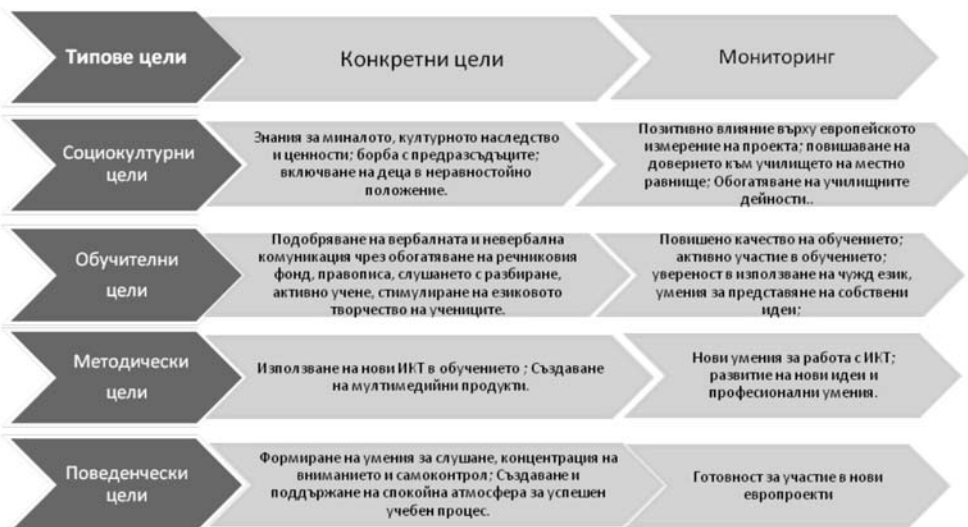 Типове цели
Конкретни цели
Мониторинг
Социокултурни
цели
Знания за миналото, културното наследство
и ценности; борба с предразсъдъците;
включване на деца в неравностойно
положение.
Позитивно влияние върху европейското
измерение на проекта; повишаване на
доверието към училището на местно
равнище; Обогатяване на училищните
дейности..
Обучителни
цели
Подобряване на вербалната и невербална
комуникация чрез обогатяване на речниковия
фонд, правописа, слушането с разбиране,
активно учене, стимулиране на езиковото
творчество на учениците.
Повишено качество на обучението;
активно участие в обучението;
увереност в използване на чужд език,
умения за представяне на собствени
идеи;
Методически
цели
Използване на нови ИКТ в обучението ; Създаване
на мултимедийни продукти.
Нови умения за работа с ИКТ;
развитие на нови идеи и
професионални умения.
Поведенчески
цели
Формиране на умения за слушане, концентрация на
вниманието и самоконтрол; Създаване и
поддържане на спокойна атмосфера за успешен
учебен процес.
Готовност за участие в нови
европроекти